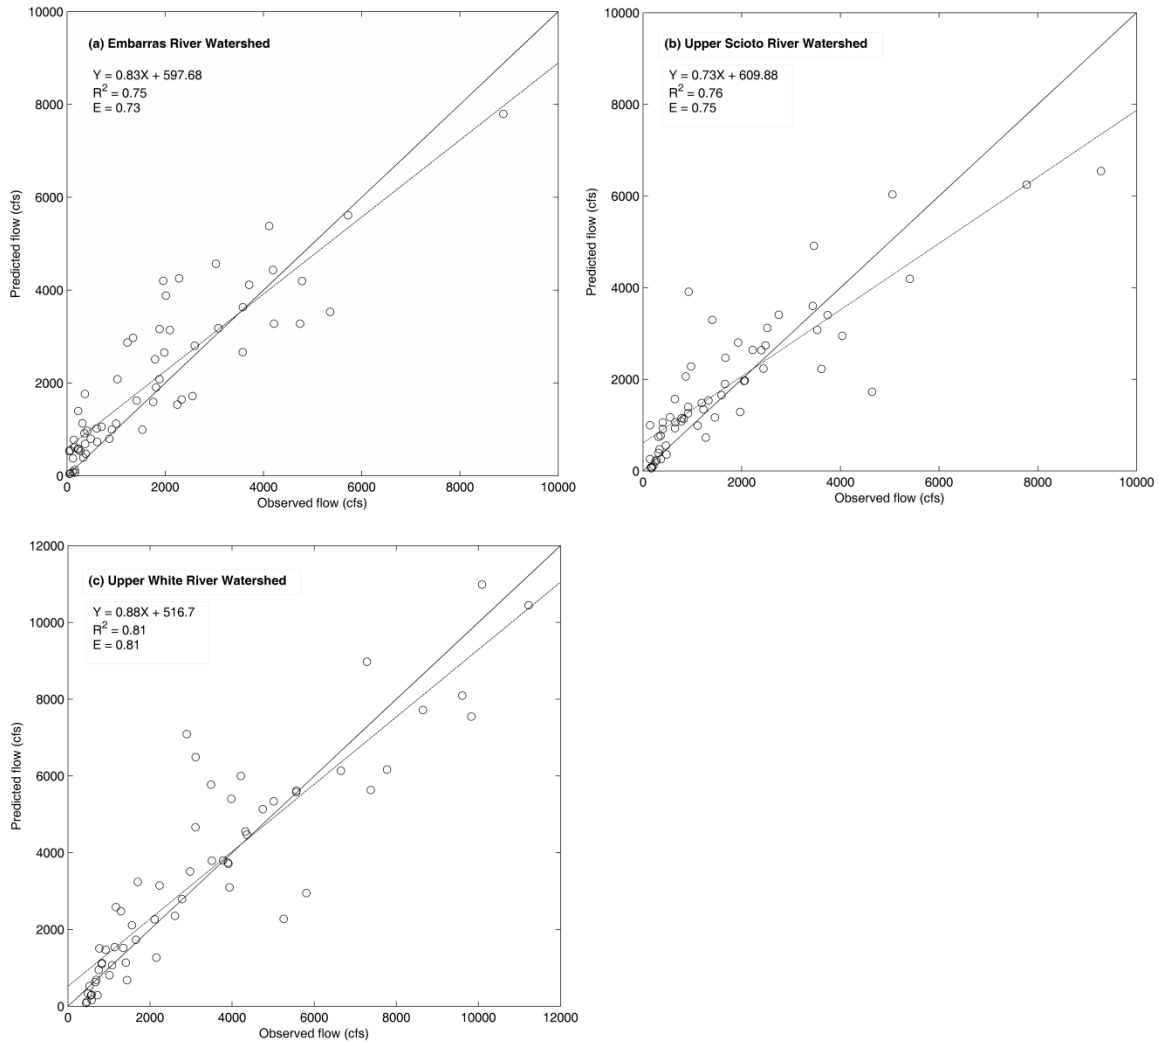 (a) Embarras River Watershed
Y = 0.83X + 597.68
R² = 0.75
E = 0.73
10000
8000
6000
4000
2000
0
0 2000 4000 6000 8000 10000
Predicted flow (cfs)
Observed flow (cfs)
(b) Upper Scioto River Watershed
Y = 0.73X + 609.88
R² = 0.76
E = 0.75
10000
8000
6000
4000
2000
0
0 2000 4000 6000 8000 10000
Predicted flow (cfs)
Observed flow (cfs)
(c) Upper White River Watershed
Y = 0.88X + 516.7
R² = 0.81
E = 0.81
12000
10000
8000
6000
4000
2000
0
0 2000 4000 6000 8000 10000 12000
Predicted flow (cfs)
Observed flow (cfs)